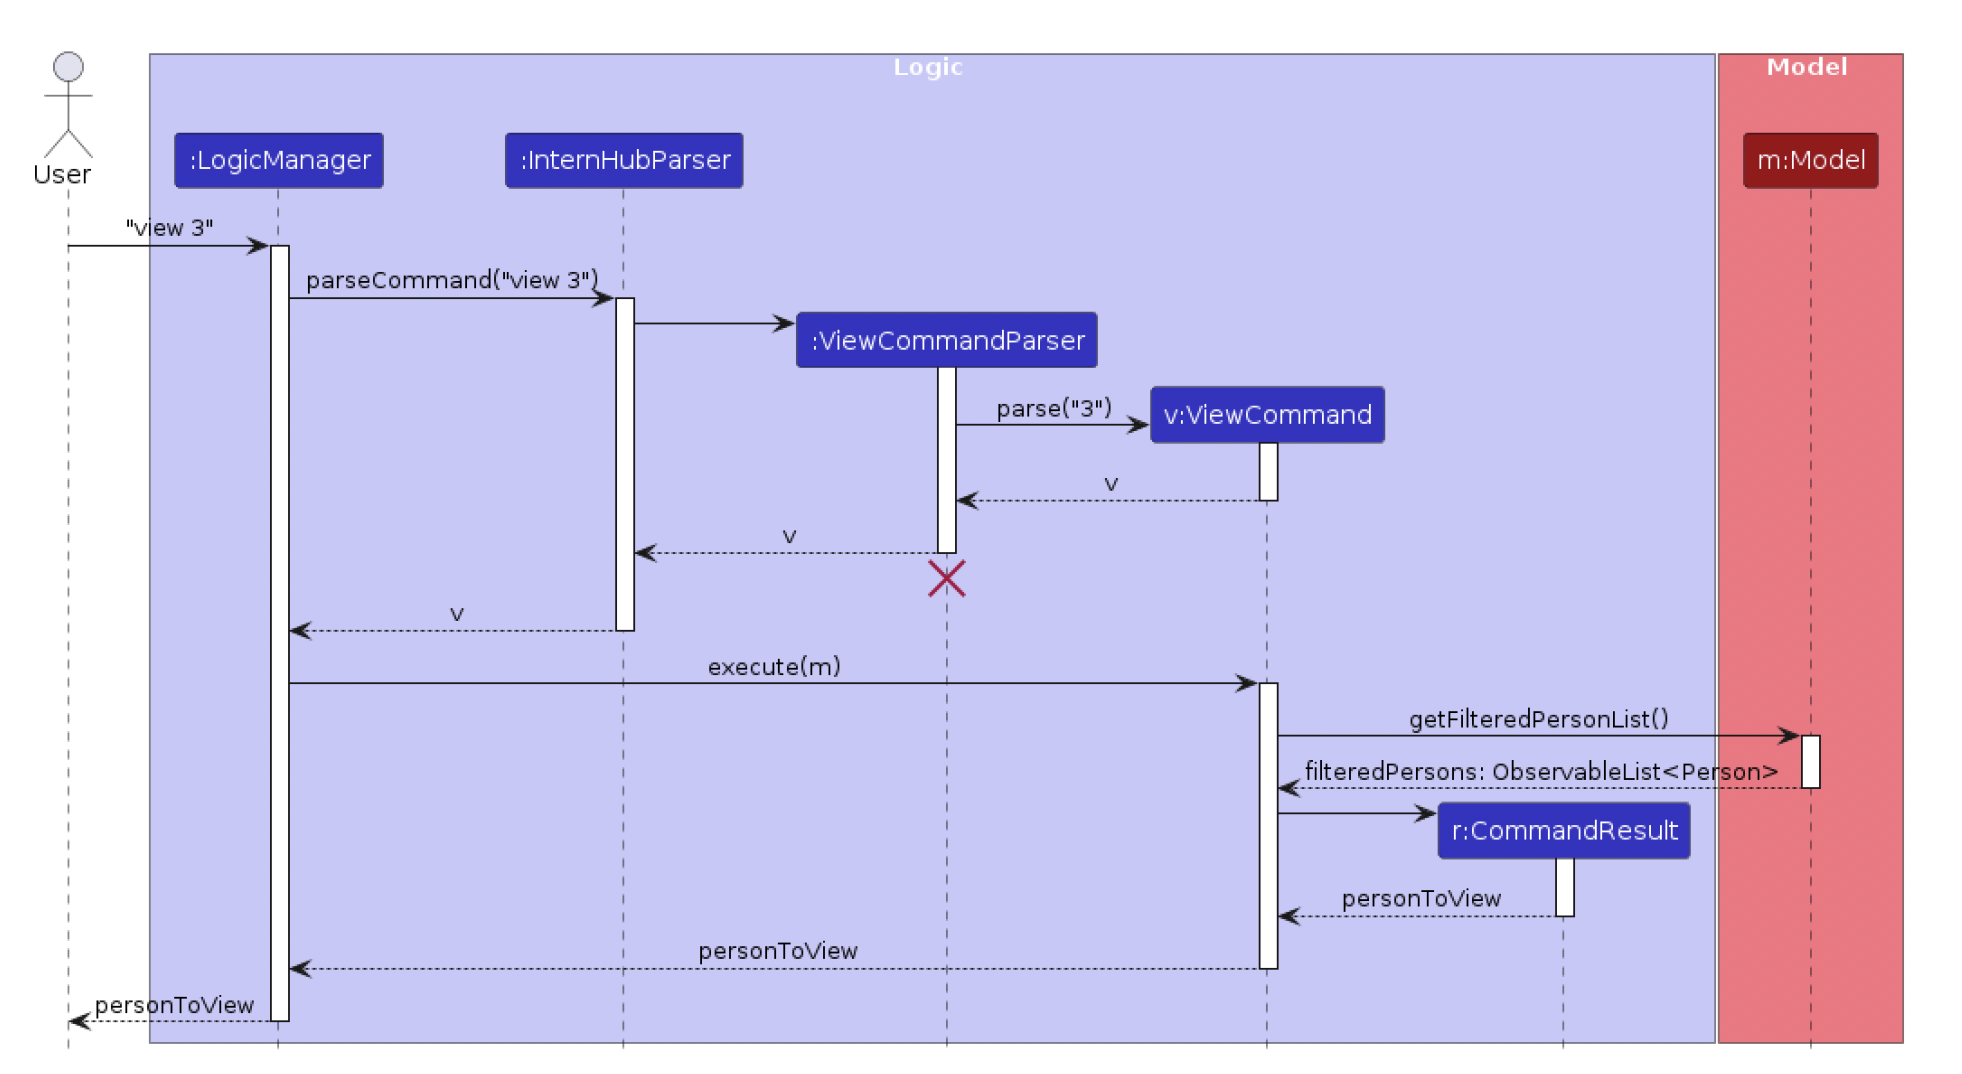 Logic
Model
User
:LogicManager
:InternHubParser
m:Model
"view 3"
parseCommand("view 3")
:ViewCommandParser
parse("3")
v:ViewCommand
v
v
v
execute(m)
getFilteredPersonList()
filteredPersons: ObservableList<Person>
r:CommandResult
personToView
personToView
personToView